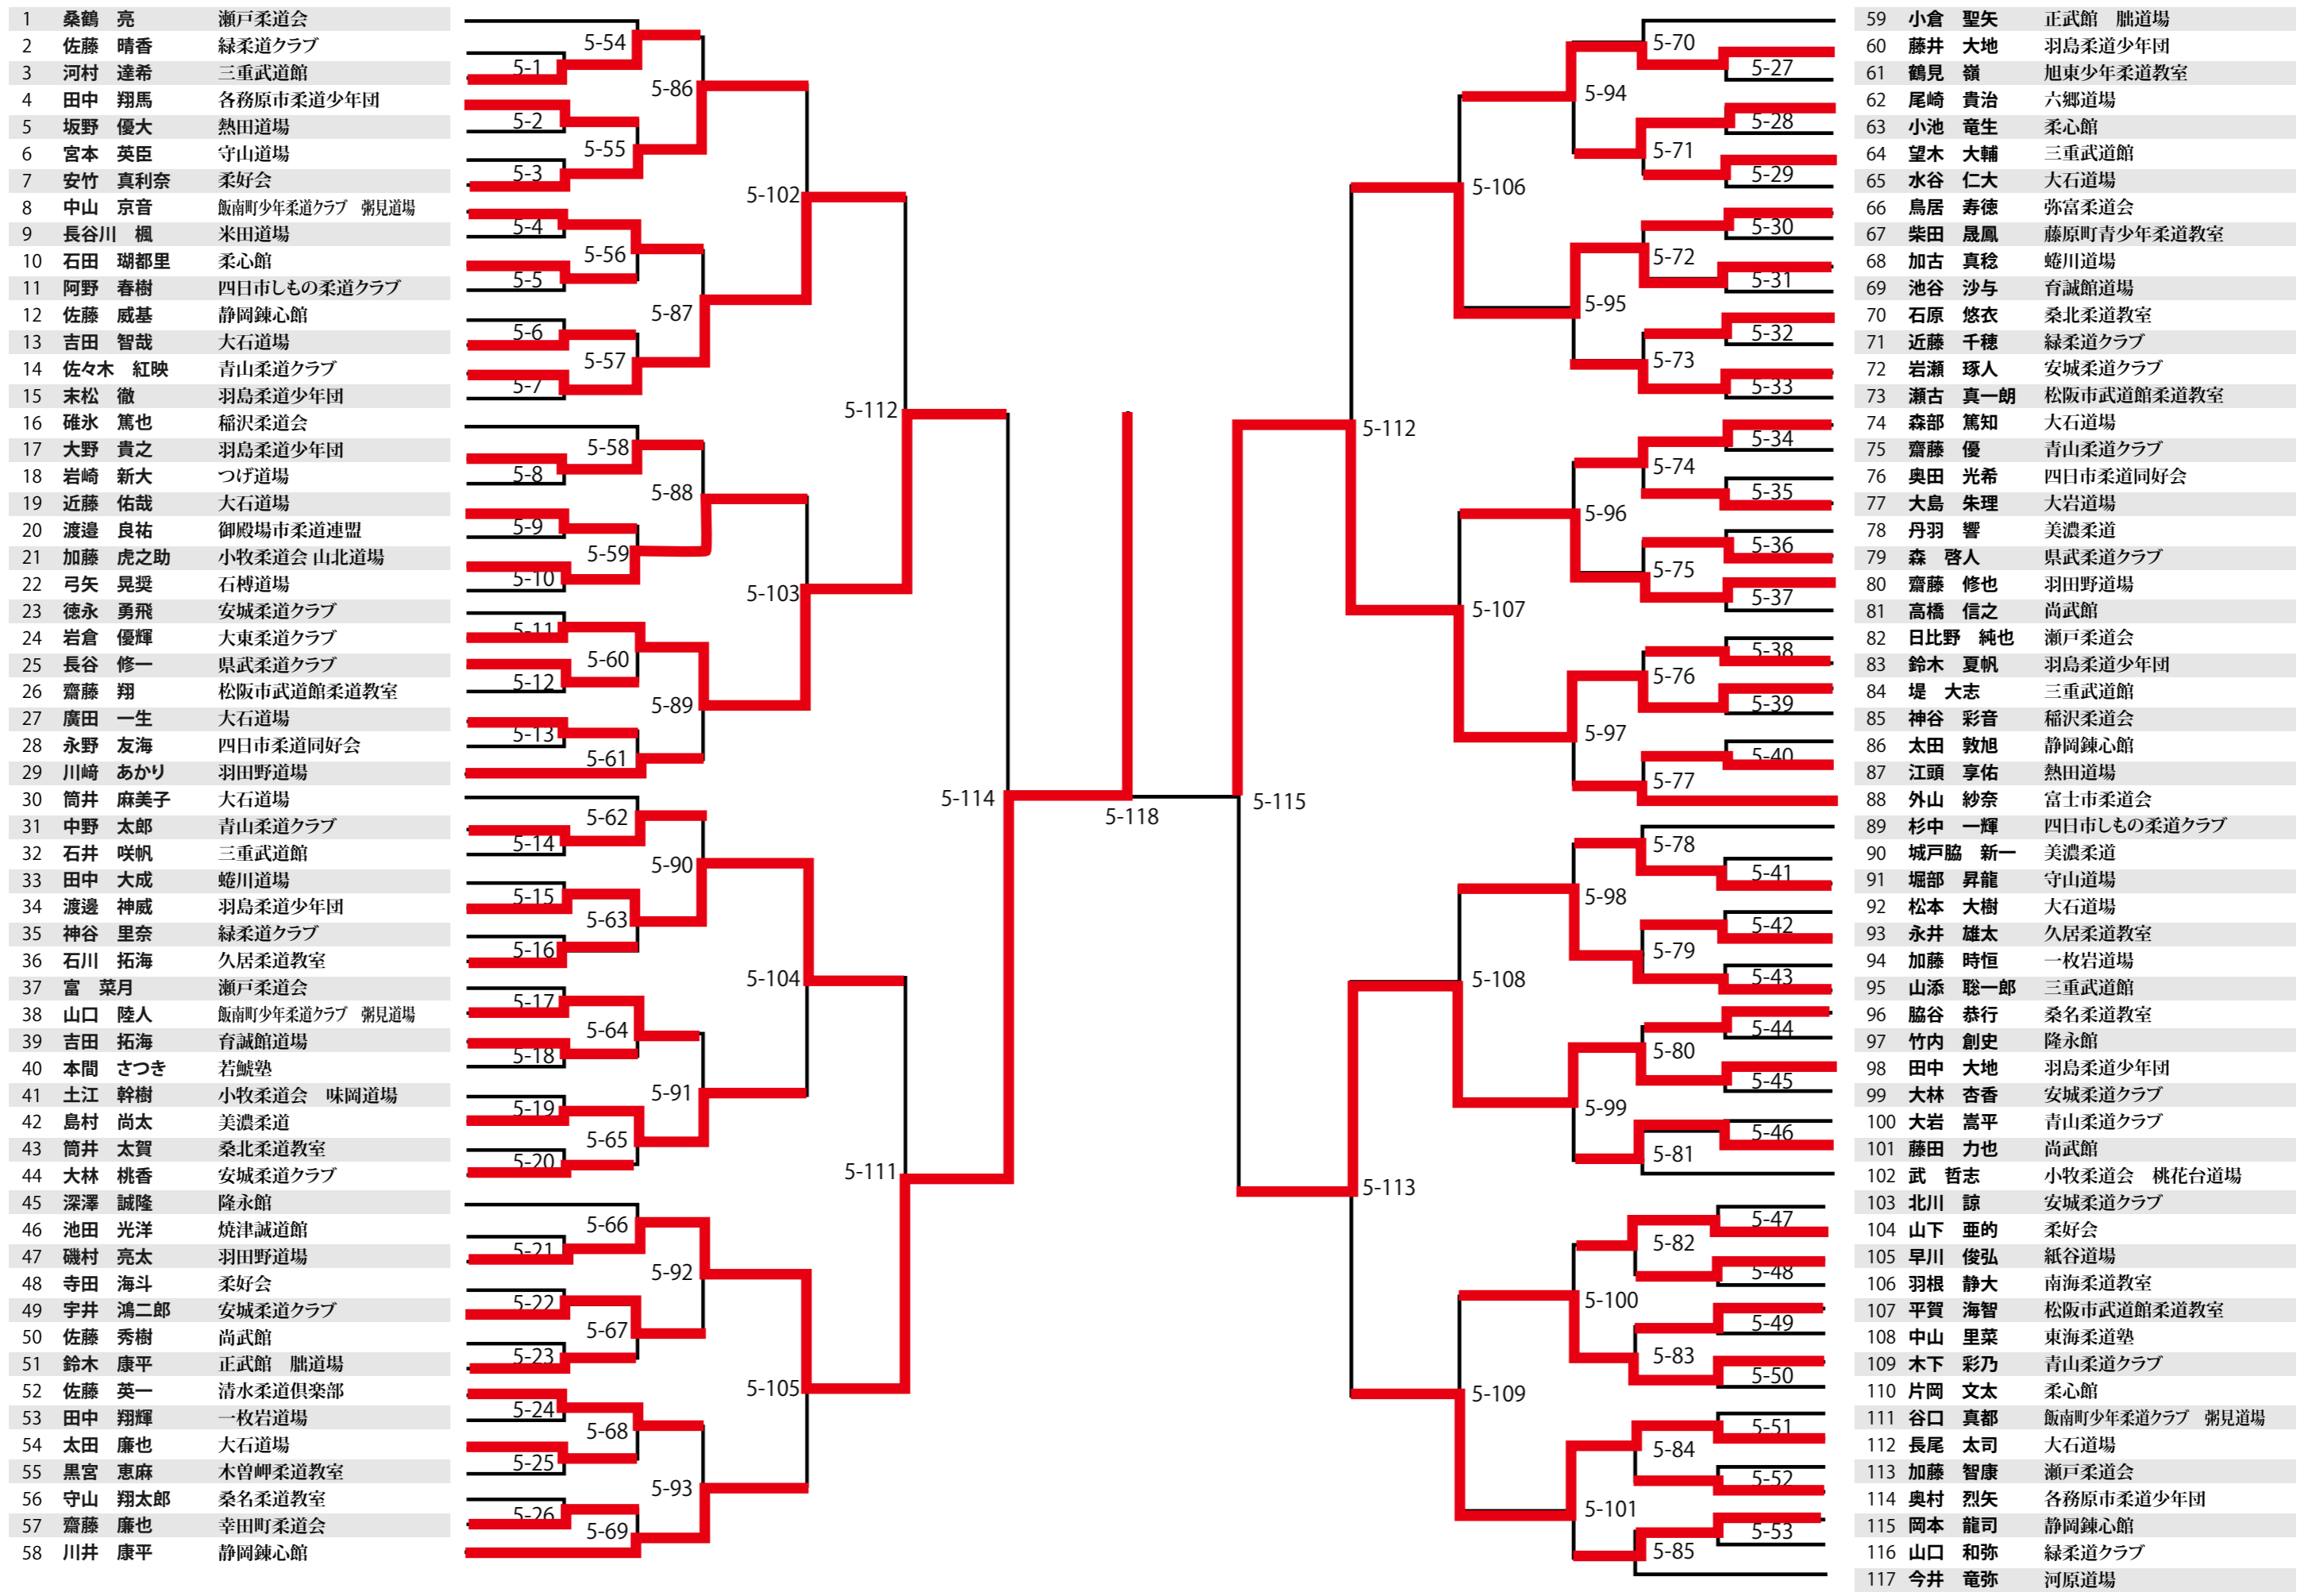 1 桑鶴 亮 瀬戸柔道会
2 佐藤 晴香 緑柔道クラブ
3 河村 達希 三重武道館
4 田中 翔馬 各務原市柔道少年団
5 坂野 優大 熱田道場
6 宮本 英臣 守山道場
7 安竹 真利奈 柔好会
8 中山 京音 飯南町少年柔道クラブ 粥見道場
9 長谷川 楓 米田道場
10 石田 瑚都里 柔心館
11 阿野 春樹 四日市しもの柔道クラブ
12 佐藤 威基 静岡錬心館
13 吉田 智哉 大石道場
14 佐々木 紅映 青山柔道クラブ
15 末松 徹 羽島柔道少年団
16 碓氷 篤也 稲沢柔道会
17 大野 貴之 羽島柔道少年団
18 岩崎 新大 つげ道場
19 近藤 佑哉 大石道場
20 渡邉 良祐 御殿場市柔道連盟
21 加藤 虎之助 小牧柔道会 山北道場
22 弓矢 晃奨 石榑道場
23 徳永 勇飛 安城柔道クラブ
24 岩倉 優輝 大東柔道クラブ
25 長谷 修一 県武柔道クラブ
26 齋藤 翔 松阪市武道館柔道教室
27 廣田 一生 大石道場
28 永野 友海 四日市柔道同好会
29 川﨑 あかり 羽田野道場
30 筒井 麻美子 大石道場
31 中野 太郎 青山柔道クラブ
32 石井 咲帆 三重武道館
33 田中 大成 蜷川道場
34 渡邊 神威 羽島柔道少年団
35 神谷 里奈 緑柔道クラブ
36 石川 拓海 久居柔道教室
37 富 菜月 瀬戸柔道会
38 山口 陸人 飯南町少年柔道クラブ 粥見道場
39 吉田 拓海 育誠館道場
40 本間 さつき 若鯱塾
41 土江 幹樹 小牧柔道会 味岡道場
42 島村 尚太 美濃柔道
43 筒井 太賀 桑北柔道教室
44 大林 桃香 安城柔道クラブ
45 深澤 誠隆 隆永館
46 池田 光洋 焼津誠道館
47 磯村 亮太 羽田野道場
48 寺田 海斗 柔好会
49 宇井 鴻二郎 安城柔道クラブ
50 佐藤 秀樹 尚武館
51 鈴木 康平 正武館 朏道場
52 佐藤 英一 清水柔道倶楽部
53 田中 翔輝 一枚岩道場
54 太田 廉也 大石道場
55 黒宮 恵麻 木曽岬柔道教室
56 守山 翔太郎 桑名柔道教室
57 齋藤 廉也 幸田町柔道会
58 川井 康平 静岡錬心館
5-1
5-2
5-3
5-4
5-5
5-6
5-7
5-8
5-9
5-10
5-11
5-12
5-13
5-14
5-15
5-16
5-17
5-18
5-19
5-20
5-21
5-22
5-23
5-24
5-25
5-26
5-54
5-55
5-56
5-57
5-58
5-59
5-60
5-61
5-62
5-63
5-64
5-65
5-66
5-67
5-68
5-69
5-86
5-87
5-88
5-89
5-90
5-91
5-92
5-93
5-102
5-103
5-104
5-105
5-112
5-111
5-114
5-118
5-115
5-112
5-113
5-106
5-107
5-108
5-109
5-94
5-95
5-96
5-97
5-98
5-99
5-100
5-101
5-70
5-71
5-72
5-73
5-74
5-75
5-76
5-77
5-78
5-79
5-80
5-81
5-82
5-83
5-84
5-85
5-27
5-28
5-29
5-30
5-31
5-32
5-33
5-34
5-35
5-36
5-37
5-38
5-39
5-40
5-41
5-42
5-43
5-44
5-45
5-46
5-47
5-48
5-49
5-50
5-51
5-52
5-53
59 小倉 聖矢 正武館 朏道場
60 藤井 大地 羽島柔道少年団
61 鶴見 嶺 旭東少年柔道教室
62 尾崎 貴治 六郷道場
63 小池 竜生 柔心館
64 望木 大輔 三重武道館
65 水谷 仁大 大石道場
66 鳥居 寿徳 弥富柔道会
67 柴田 晟鳳 藤原町青少年柔道教室
68 加古 真稔 蜷川道場
69 池谷 沙与 育誠館道場
70 石原 悠衣 桑北柔道教室
71 近藤 千穂 緑柔道クラブ
72 岩瀬 琢人 安城柔道クラブ
73 瀬古 真一朗 松阪市武道館柔道教室
74 森部 篤知 大石道場
75 齋藤 優 青山柔道クラブ
76 奥田 光希 四日市柔道同好会
77 大島 朱理 大岩道場
78 丹羽 響 美濃柔道
79 森 啓人 県武柔道クラブ
80 齋藤 修也 羽田野道場
81 高橋 信之 尚武館
82 日比野 純也 瀬戸柔道会
83 鈴木 夏帆 羽島柔道少年団
84 堤 大志 三重武道館
85 神谷 彩音 稲沢柔道会
86 太田 敦旭 静岡錬心館
87 江頭 享佑 熱田道場
88 外山 紗奈 富士市柔道会
89 杉中 一輝 四日市しもの柔道クラブ
90 城戸脇 新一 美濃柔道
91 堀部 昇龍 守山道場
92 松本 大樹 大石道場
93 永井 雄太 久居柔道教室
94 加藤 時恒 一枚岩道場
95 山添 聡一郎 三重武道館
96 脇谷 恭行 桑名柔道教室
97 竹内 創史 隆永館
98 田中 大地 羽島柔道少年団
99 大林 杏香 安城柔道クラブ
100 大岩 嵩平 青山柔道クラブ
101 藤田 力也 尚武館
102 武 哲志 小牧柔道会 桃花台道場
103 北川 諒 安城柔道クラブ
104 山下 亜的 柔好会
105 早川 俊弘 紙谷道場
106 羽根 静大 南海柔道教室
107 平賀 海智 松阪市武道館柔道教室
108 中山 里菜 東海柔道塾
109 木下 彩乃 青山柔道クラブ
110 片岡 文太 柔心館
111 谷口 真都 飯南町少年柔道クラブ 粥見道場
112 長尾 太司 大石道場
113 加藤 智康 瀬戸柔道会
114 奥村 烈矢 各務原市柔道少年団
115 岡本 龍司 静岡錬心館
116 山口 和弥 緑柔道クラブ
117 今井 竜弥 河原道場